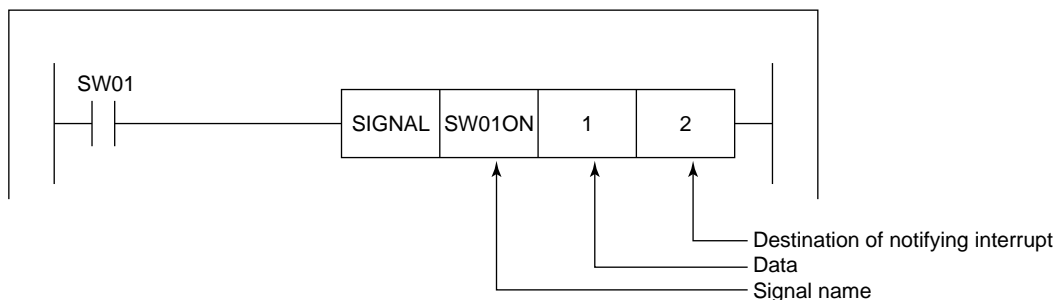 SW01
SIGNAL SW01ON 1 2
Destination of notifying interrupt
Data
Signal name